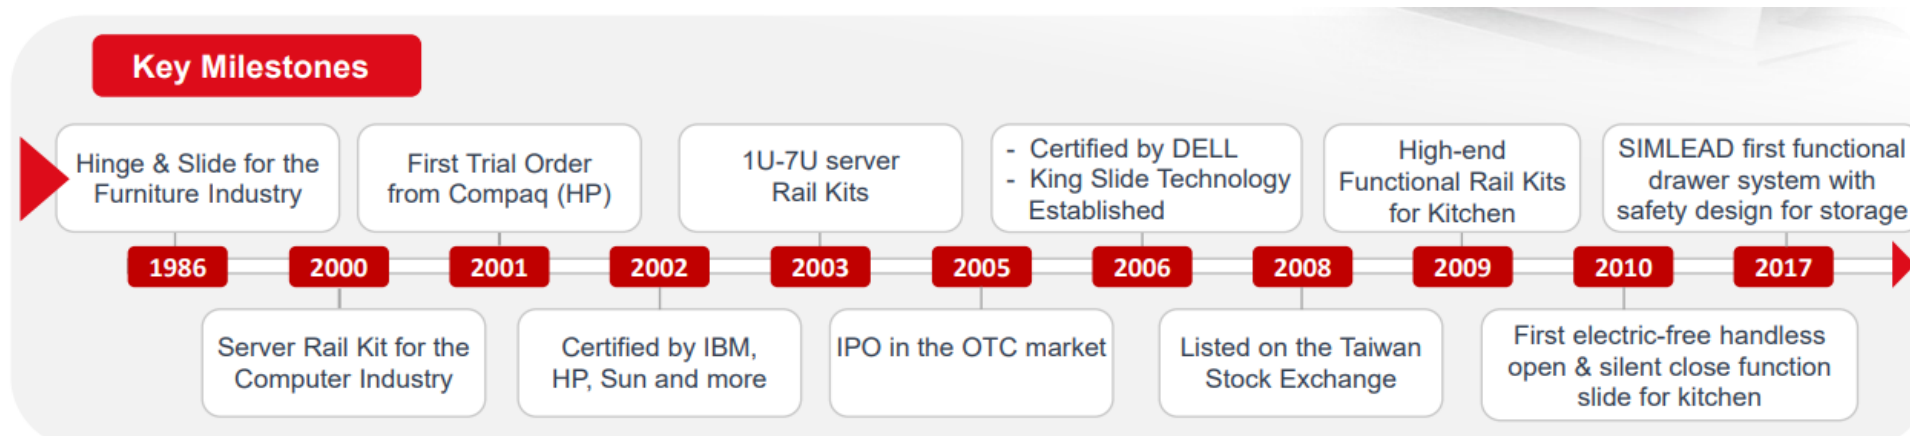 Key Milestones
Hinge & Slide for the
Furniture Industry
First Trial Order
from Compaq (HP)
1U-7U server
Rail Kits
- Certified by DELL
- King Slide Technology
Established
High-end
Functional Rail Kits
for Kitchen
SIMLEAD first functional
drawer system with
safety design for storage
1986 2000 2001 2002 2003 2005 2006 2008 2009 2010 2017
Server Rail Kit for the
Computer Industry
Certified by IBM,
HP, Sun and more
IPO in the OTC market
Listed on the Taiwan
Stock Exchange
First electric-free handless
open & silent close function
slide for kitchen